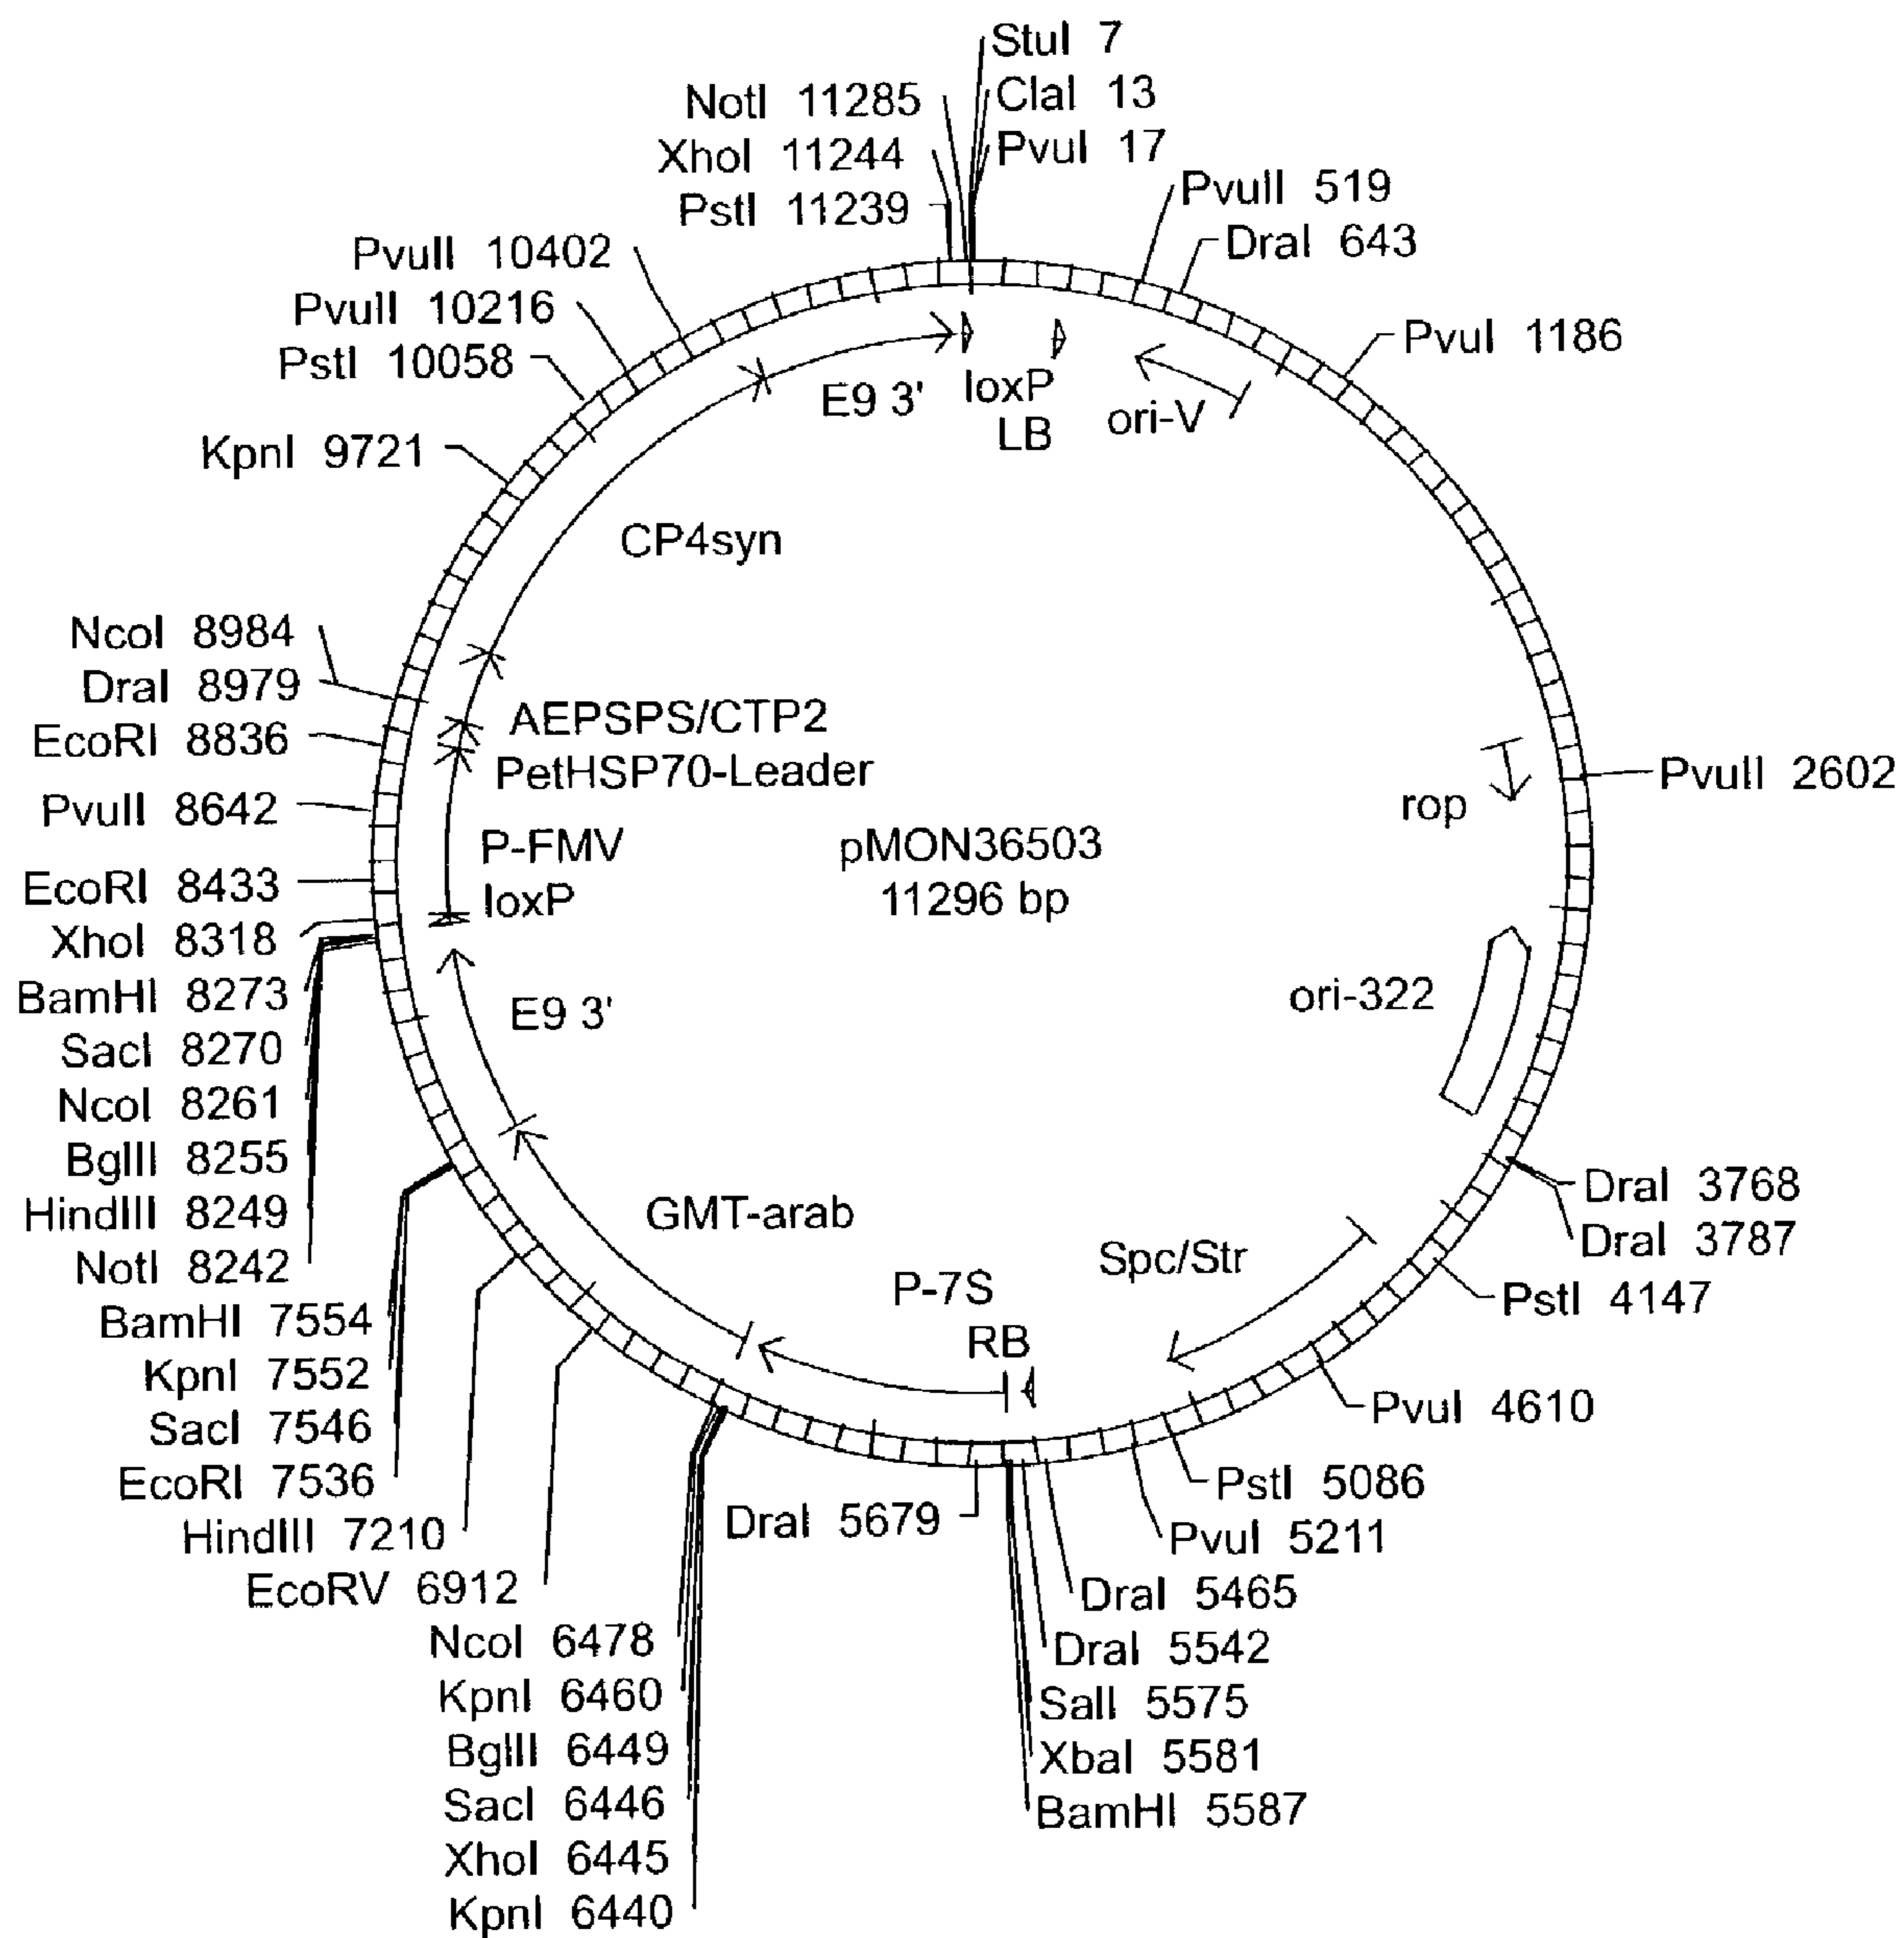 StuI 7
ClaI 13
PvuI 17
NotI 11285
XhoI 11244
PstI 11239
PvuII 519
DraI 643
PvuI 1186
PvuII 10402
PvuII 10216
PstI 10058
KpnI 9721
E9 3'
loxP
LB
ori-V
CP4syn
NcoI 8984
DraI 8979
EcoRI 8836
PvuII 8642
EcoRI 8433
XhoI 8318
BamHI 8273
SacI 8270
NcoI 8261
BglII 8255
HindIII 8249
NotI 8242
AEPSPS/CTP2
PetHSP70-Leader
P-FMV
loxP
E9 3'
pMON36503
11296 bp
rop
PvuII 2602
ori-322
GMT-arab
P-7S
RB
Spc/Str
DraI 3768
DraI 3787
PstI 4147
PvuI 4610
PstI 5086
PvuI 5211
DraI 5465
DraI 5542
SalI 5575
XbaI 5581
BamHI 5587
DraI 5679
BamHI 7554
KpnI 7552
SacI 7546
EcoRI 7536
HindIII 7210
EcoRV 6912
NcoI 6478
KpnI 6460
BglII 6449
SacI 6446
XhoI 6445
KpnI 6440